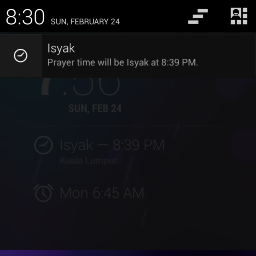 8:30 SUN, FEBRUARY 24
Isyak
Prayer time will be Isyak at 8:39 PM.
SUN, FEB 24
Isyak — 8:39 PM
Mon 6:45 AM